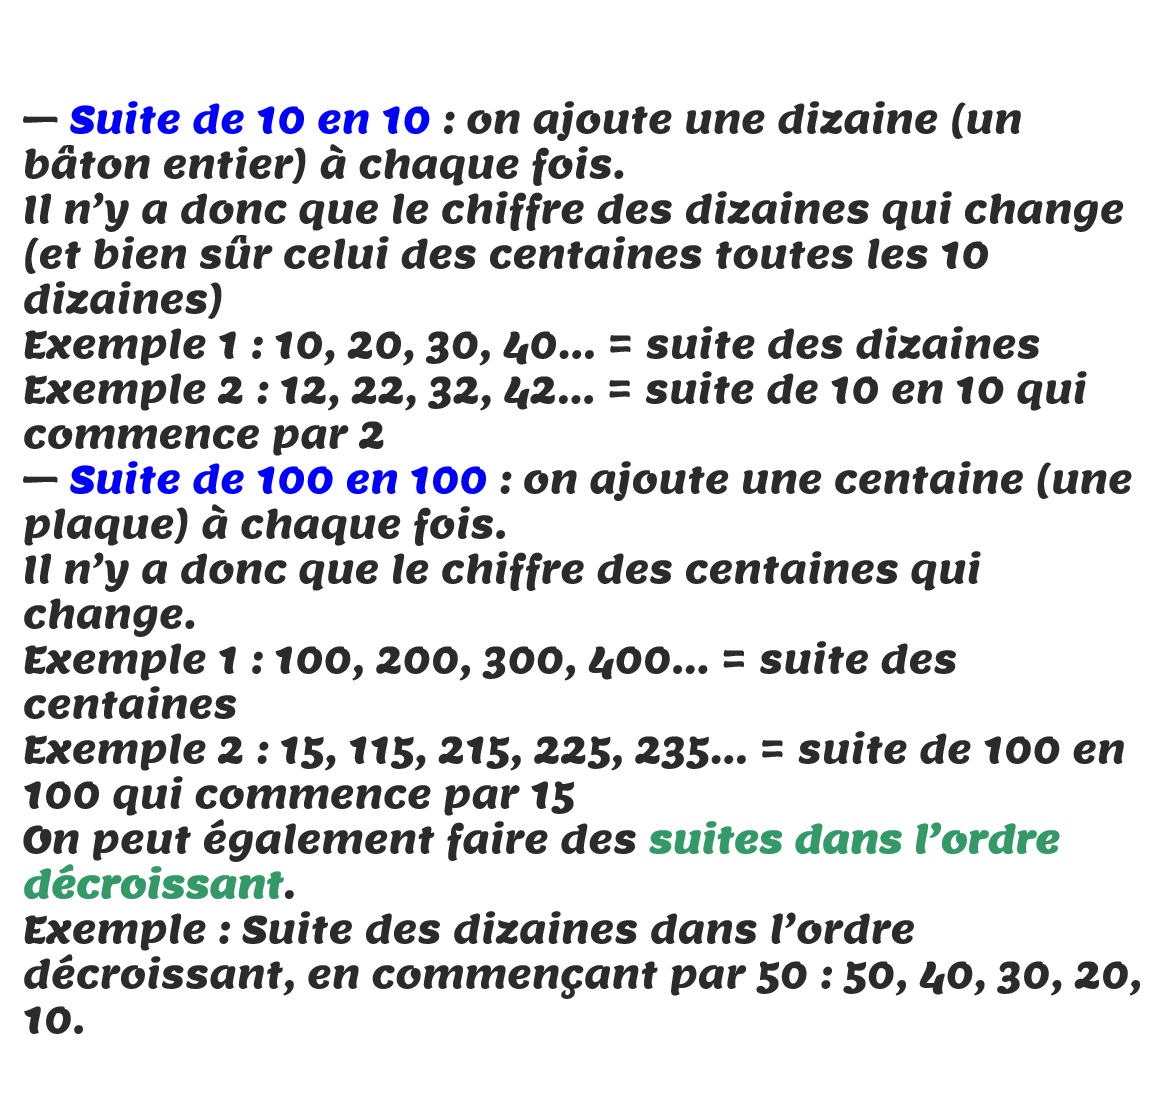 — Suite de 10 en 10 : on ajoute une dizaine (un
bâton entier) à chaque fois.
Il n’y a donc que le chiffre des dizaines qui change
(et bien sûr celui des centaines toutes les 10
dizaines)
Exemple 1 : 10, 20, 30, 40... = suite des dizaines
Exemple 2 : 12, 22, 32, 42... = suite de 10 en 10 qui
commence par 2
— Suite de 100 en 100 : on ajoute une centaine (une
plaque) à chaque fois.
Il n’y a donc que le chiffre des centaines qui
change.
Exemple 1 : 100, 200, 300, 400... = suite des
centaines
Exemple 2 : 15, 115, 215, 225, 235... = suite de 100 en
100 qui commence par 15
On peut également faire des suites dans l’ordre
décroissant.
Exemple : Suite des dizaines dans l’ordre
décroissant, en commençant par 50 : 50, 40, 30, 20,
10.